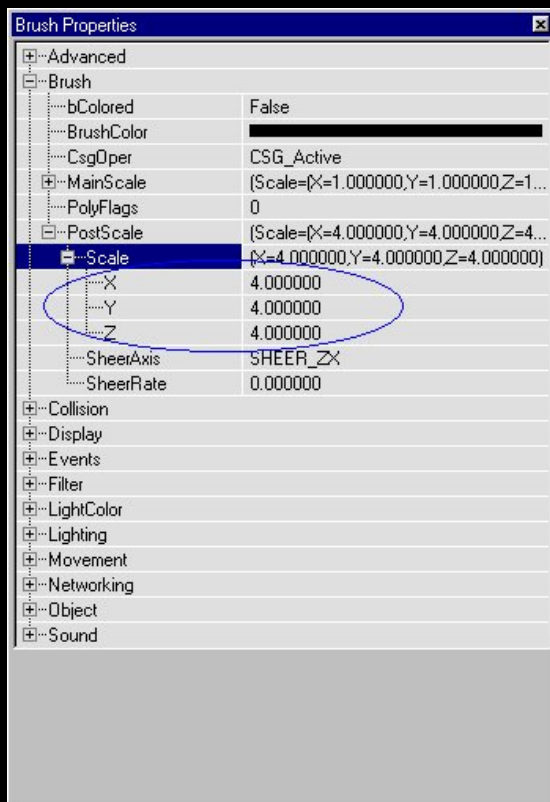 Brush Properties
Advanced
Brush
bColored False
BrushColor
CsgOper CSG_Active
MainScale (Scale=(X=1.000000,Y=1.000000,Z=1...
PolyFlags 0
PostScale (Scale=(X=4.000000,Y=4.000000,Z=4...
Scale (X=4.000000,Y=4.000000,Z=4.000000)
X 4.000000
Y 4.000000
Z 4.000000
SheerAxis SHEER_ZX
SheerRate 0.000000
Collision
Display
Events
Filter
LightColor
Lighting
Movement
Networking
Object
Sound